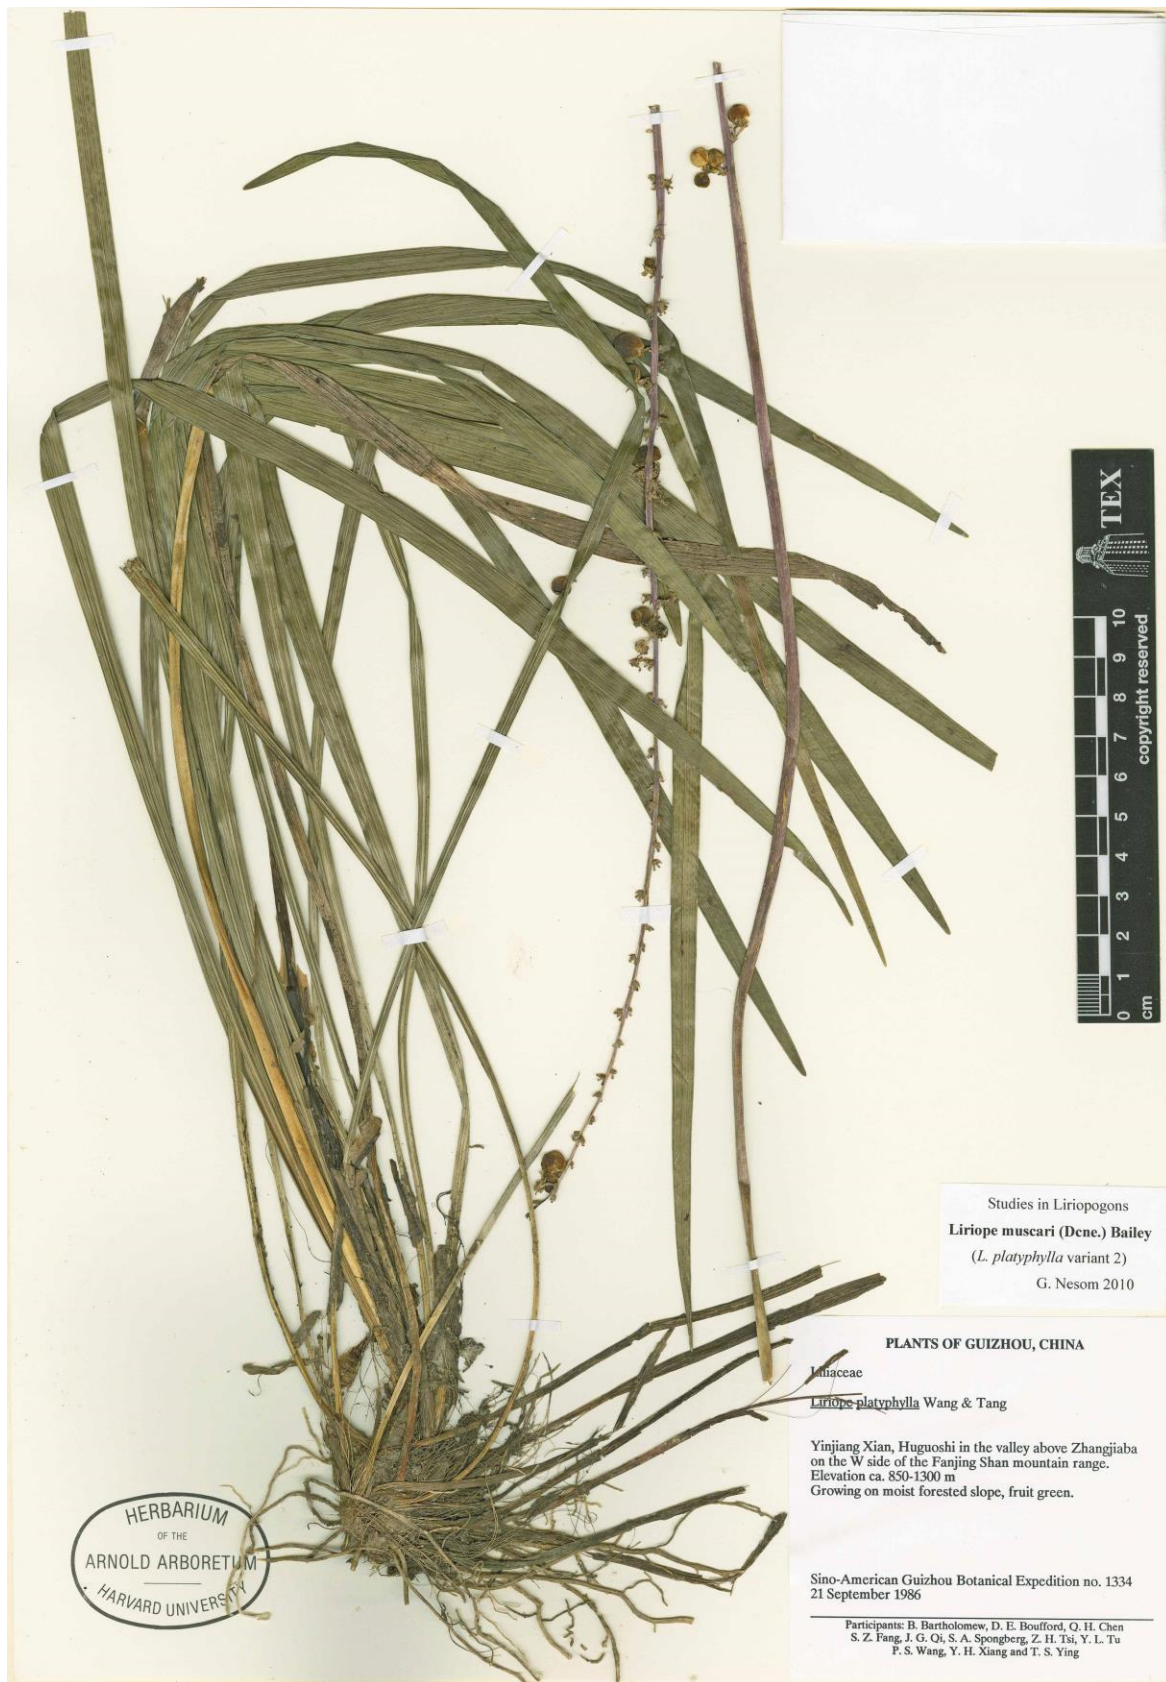 TEX
copyright reserved
10
9
8
7
6
5
4
3
2
1
0
cm
Studies in Liriopogons
Liriope muscari (Dcne.) Bailey
(L. platyphylla variant 2)
G. Nesom 2010
PLANTS OF GUIZHOU, CHINA
Liliaceae
Liriope platyphylla Wang & Tang
Yinjiang Xian, Huguoshi in the valley above Zhangjiaba
on the W side of the Fanjing Shan mountain range.
Elevation ca. 850-1300 m
Growing on moist forested slope, fruit green.
Sino-American Guizhou Botanical Expedition no. 1334
21 September 1986
Participants: B. Bartholomew, D. E. Boufford, Q. H. Chen
S. Z. Fang, J. G. Qi, S. A. Spongberg, Z. H. Tsi, Y. L. Tu
P. S. Wang, Y. H. Xiang and T. S. Ying
HERBARIUM
OF THE
ARNOLD ARBORETUM
HARVARD UNIVERSITY